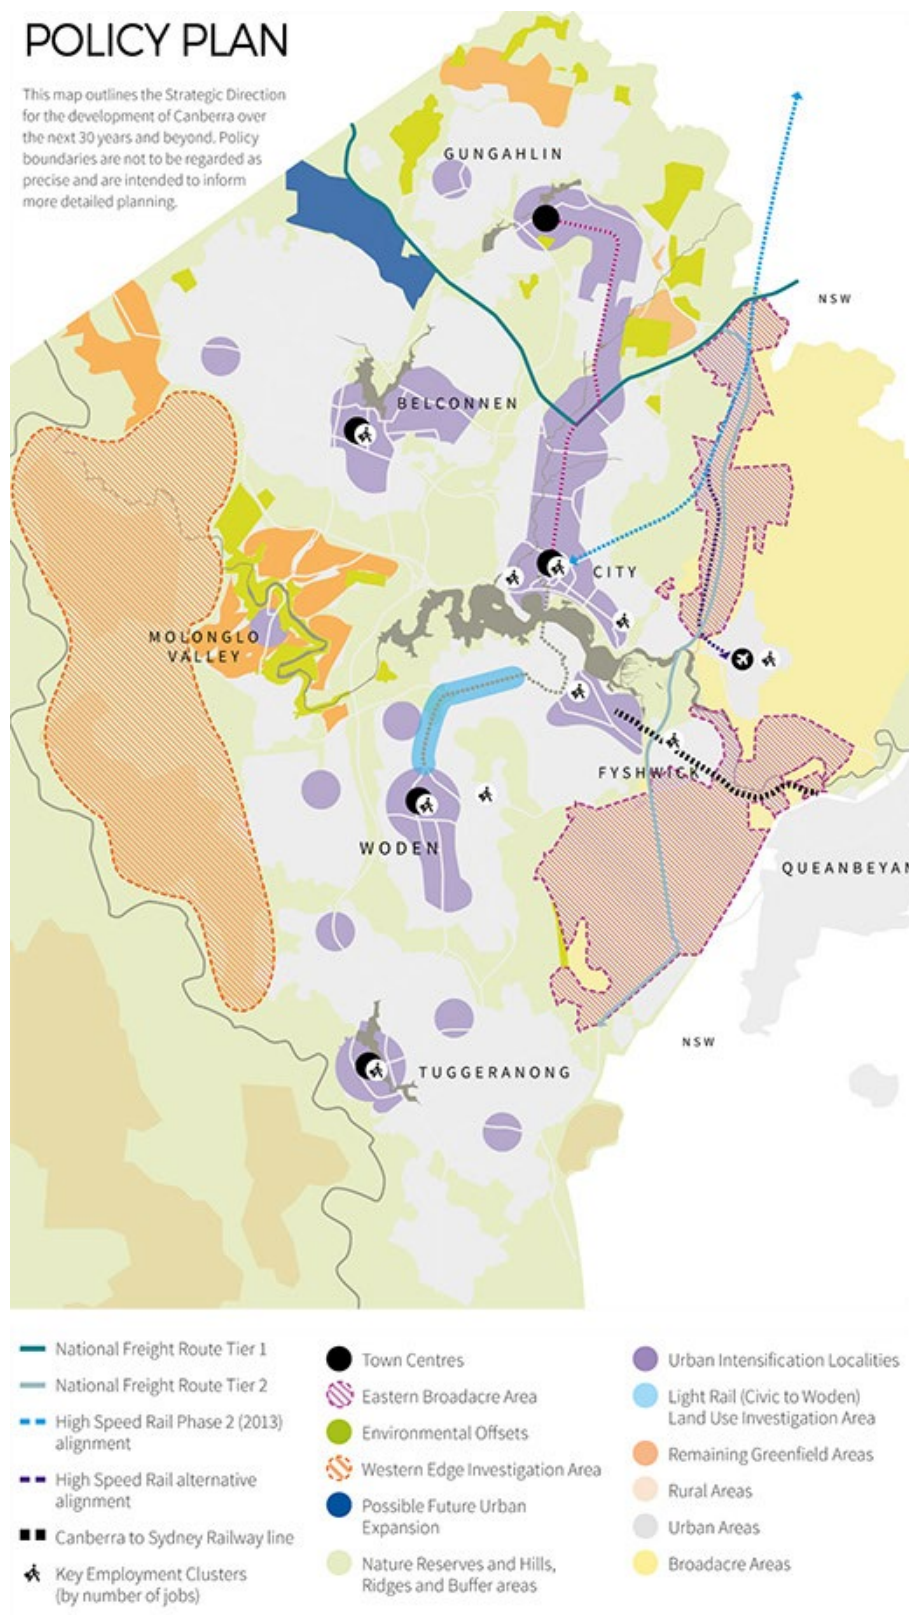 POLICY PLAN
This map outlines the Strategic Direction
for the development of Canberra over
the next 30 years and beyond. Policy
boundaries are not to be regarded as
precise and are intended to inform
more detailed planning.
GUNGAHLIN
NSW
BELCONNEN
CITY
MOLONGLO
VALLEY
FYSHWICK
WODEN
QUEANBEYAN
NSW
TUGGERANONG
National Freight Route Tier 1
National Freight Route Tier 2
High Speed Rail Phase 2 (2013)
alignment
High Speed Rail alternative
alignment
Canberra to Sydney Railway line
Key Employment Clusters
(by number of jobs)
Town Centres
Eastern Broadacre Area
Environmental Offsets
Western Edge Investigation Area
Possible Future Urban
Expansion
Nature Reserves and Hills,
Ridges and Buffer areas
Urban Intensification Localities
Light Rail (Civic to Woden)
Land Use Investigation Area
Remaining Greenfield Areas
Rural Areas
Urban Areas
Broadacre Areas